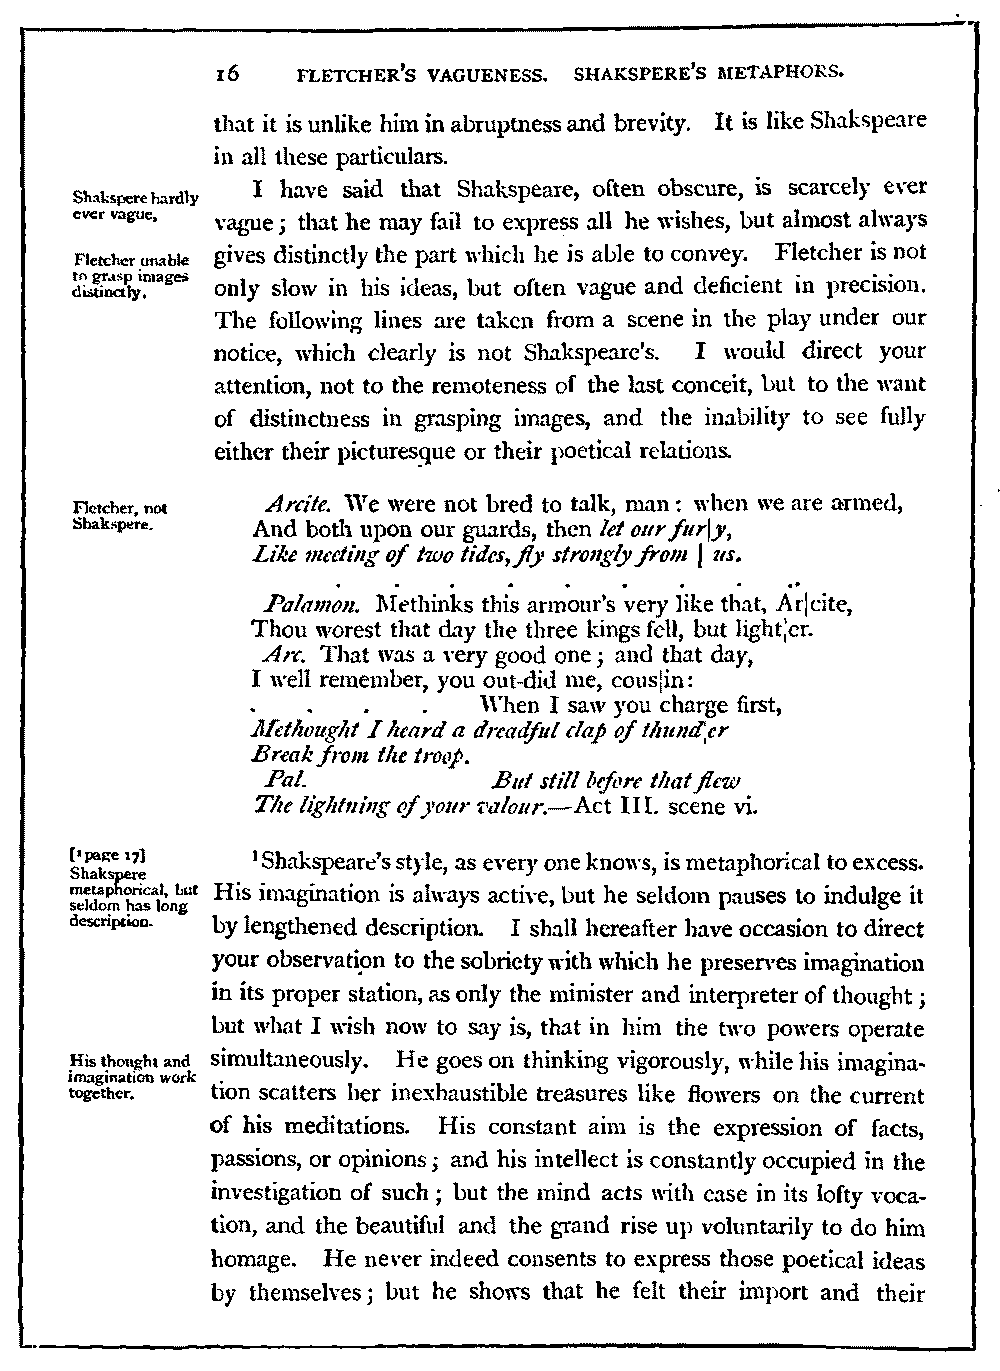 16 FLETCHER'S VAGUENESS. SHAKSPERE'S METAPHORS.
that it is unlike him in abruptness and brevity. It is like Shakspeare
in all these particulars.
Shakspere hardly
ever vague,
Fletcher unable
to grasp images
distinctly.
I have said that Shakspeare, often obscure, is scarcely ever
vague; that he may fail to express all he wishes, but almost always
gives distinctly the part which he is able to convey. Fletcher is not
only slow in his ideas, but often vague and deficient in precision.
The following lines are taken from a scene in the play under our
notice, which clearly is not Shakspeare's. I would direct your
attention, not to the remoteness of the last conceit, but to the want
of distinctness in grasping images, and the inability to see fully
either their picturesque or their poetical relations.
Fletcher, not
Shakspere.
Arcite. We were not bred to talk, man: when we are armed,
And both upon our guards, then let our fur|y,
Like meeting of two tides, fly strongly from | us.
. . . . . . . . . .
Palamon. Methinks this armour's very like that, Ar|cite,
Thou worest that day the three kings fell, but light|er.
Arc. That was a very good one; and that day,
I well remember, you out-did me, cous|in:
. . . . When I saw you charge first,
Methought I heard a dreadful clap of thund|er
Break from the troop.
Pal. But still before that flew
The lightning of your valour.—Act III. scene vi.
[¹ page 17]
Shakspere
metaphorical, but
seldom has long
description.
¹Shakspeare's style, as every one knows, is metaphorical to excess.
His imagination is always active, but he seldom pauses to indulge it
by lengthened description. I shall hereafter have occasion to direct
your observation to the sobriety with which he preserves imagination
in its proper station, as only the minister and interpreter of thought;
but what I wish now to say is, that in him the two powers operate
His thought and
imagination work
together.
simultaneously. He goes on thinking vigorously, while his imagina-
tion scatters her inexhaustible treasures like flowers on the current
of his meditations. His constant aim is the expression of facts,
passions, or opinions; and his intellect is constantly occupied in the
investigation of such; but the mind acts with ease in its lofty voca-
tion, and the beautiful and the grand rise up voluntarily to do him
homage. He never indeed consents to express those poetical ideas
by themselves; but he shows that he felt their import and their